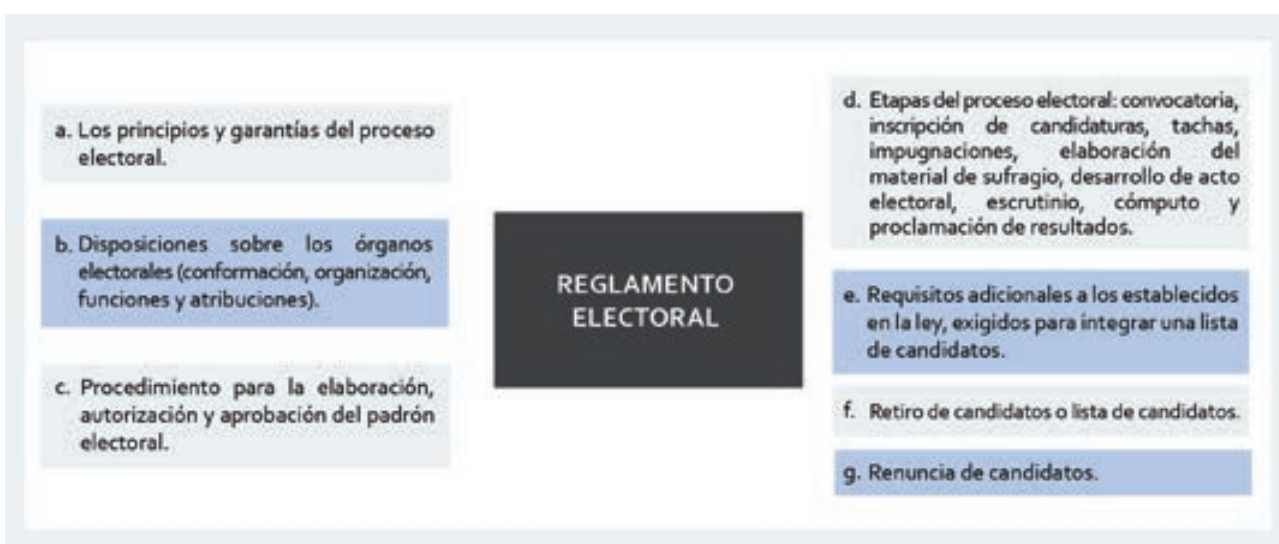 a. Los principios y garantías del proceso
electoral.
b. Disposiciones sobre los órganos
electorales (conformación, organización,
funciones y atribuciones).
c. Procedimiento para la elaboración,
autorización y aprobación del padrón
electoral.
REGLAMENTO
ELECTORAL
d. Etapas del proceso electoral: convocatoria,
inscripción de candidaturas, tachas,
impugnaciones, elaboración del
material de sufragio, desarrollo de acto
electoral, escrutinio, cómputo y
proclamación de resultados.
e. Requisitos adicionales a los establecidos
en la ley, exigidos para integrar una lista
de candidatos.
f. Retiro de candidatos o lista de candidatos.
g. Renuncia de candidatos.